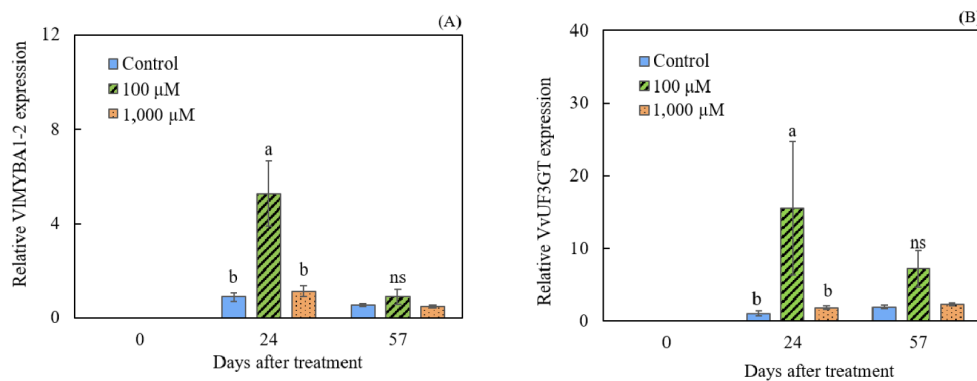 (A)
Relative VlMYBA1-2 expression
12
8
4
0
Control
100 µM
1,000 µM
b
a
b
ns
0
24
57
Days after treatment
(B)
Relative VvUF3GT expression
40
30
20
10
0
Control
100 µM
1,000 µM
b
a
b
ns
0
24
57
Days after treatment